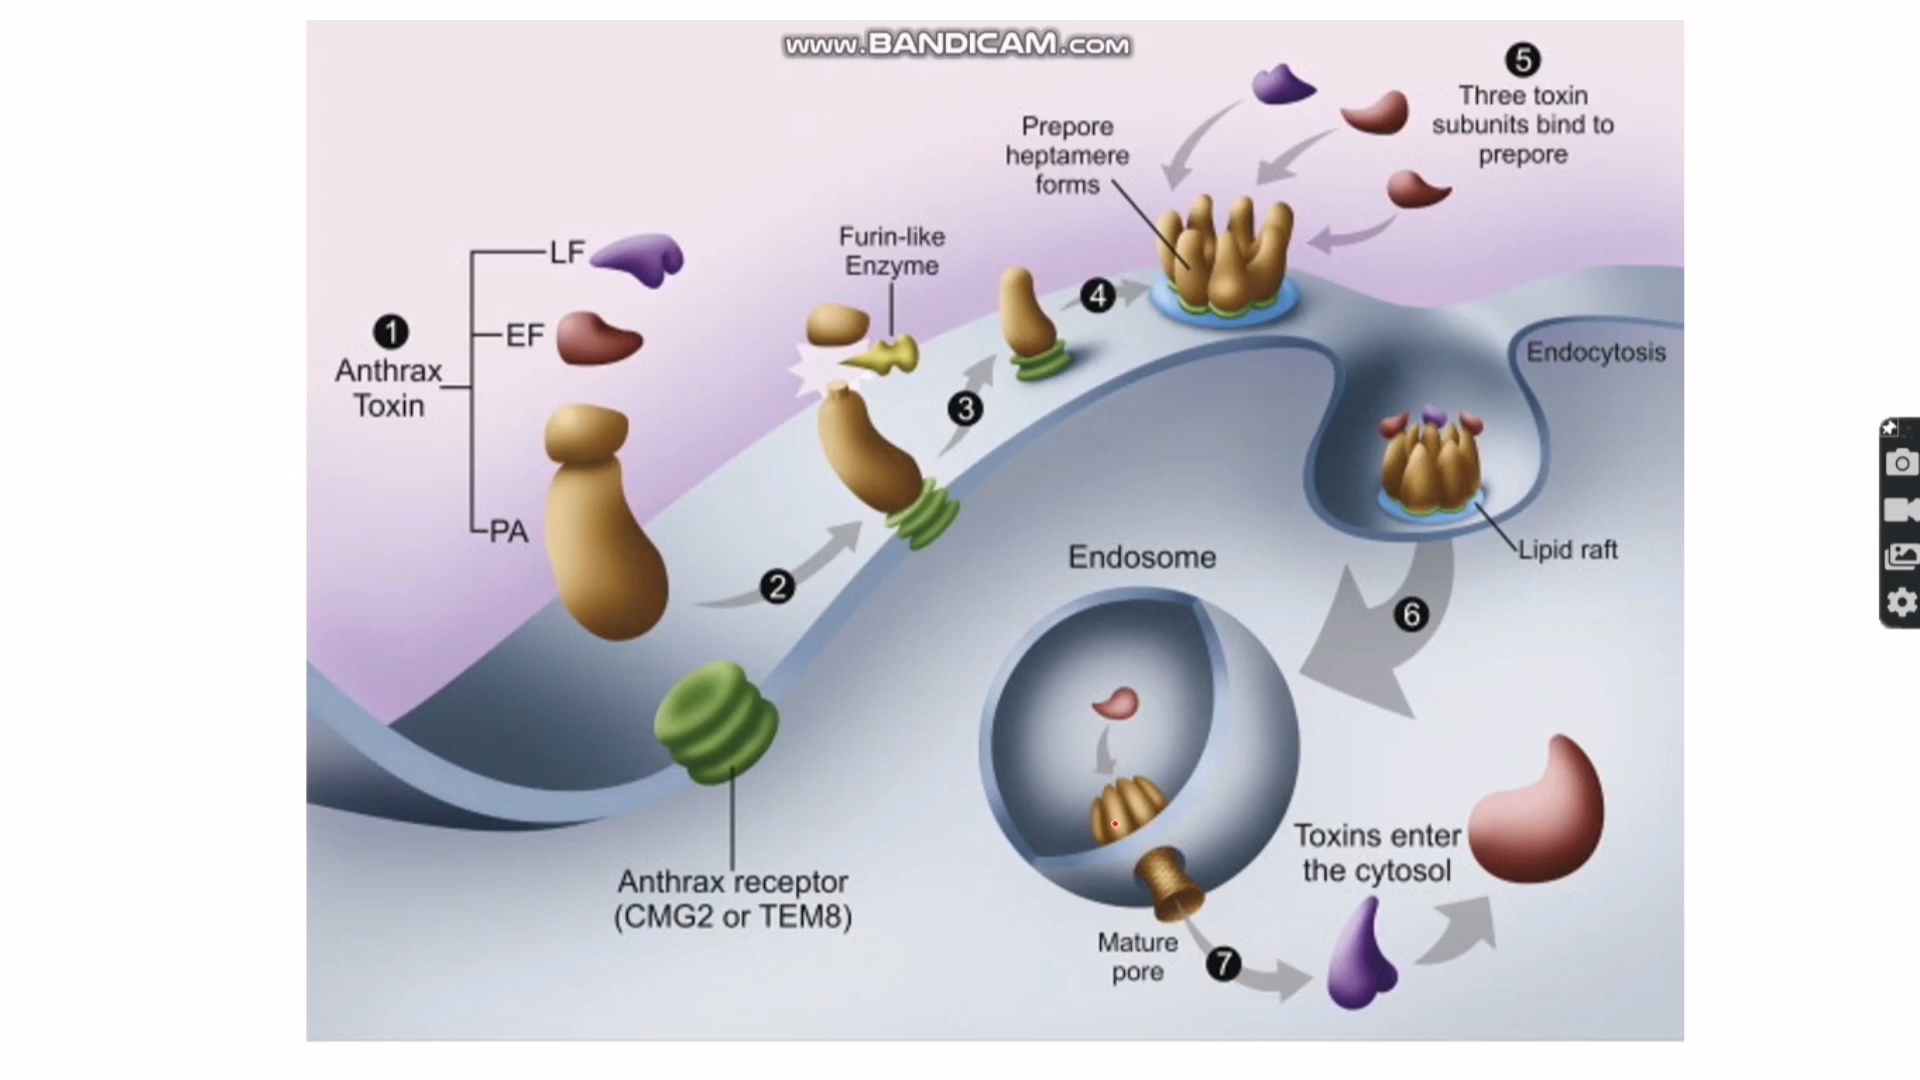 www.BANDICAM.com
5
Three toxin
subunits bind to
prepore
Prepore
heptamere
forms
Furin-like
Enzyme
LF
EF
1
Anthrax
Toxin
PA
4
3
2
Endocytosis
Lipid raft
Endosome
6
Anthrax receptor
(CMG2 or TEM8)
Toxins enter
the cytosol
Mature
pore
7